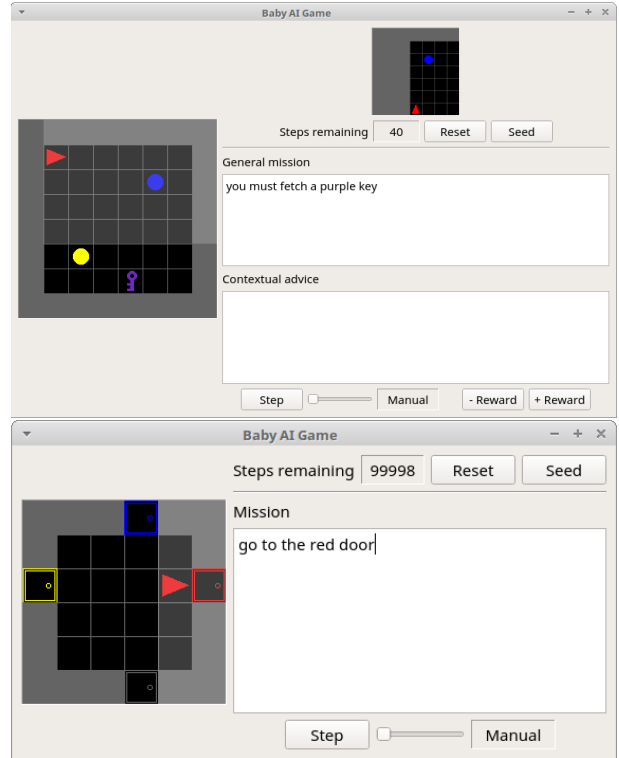 Baby AI Game
Steps remaining 40 Reset Seed
General mission
you must fetch a purple key
Contextual advice
Step Manual - Reward + Reward
Baby AI Game
Steps remaining 99998 Reset Seed
Mission
go to the red door
Step Manual